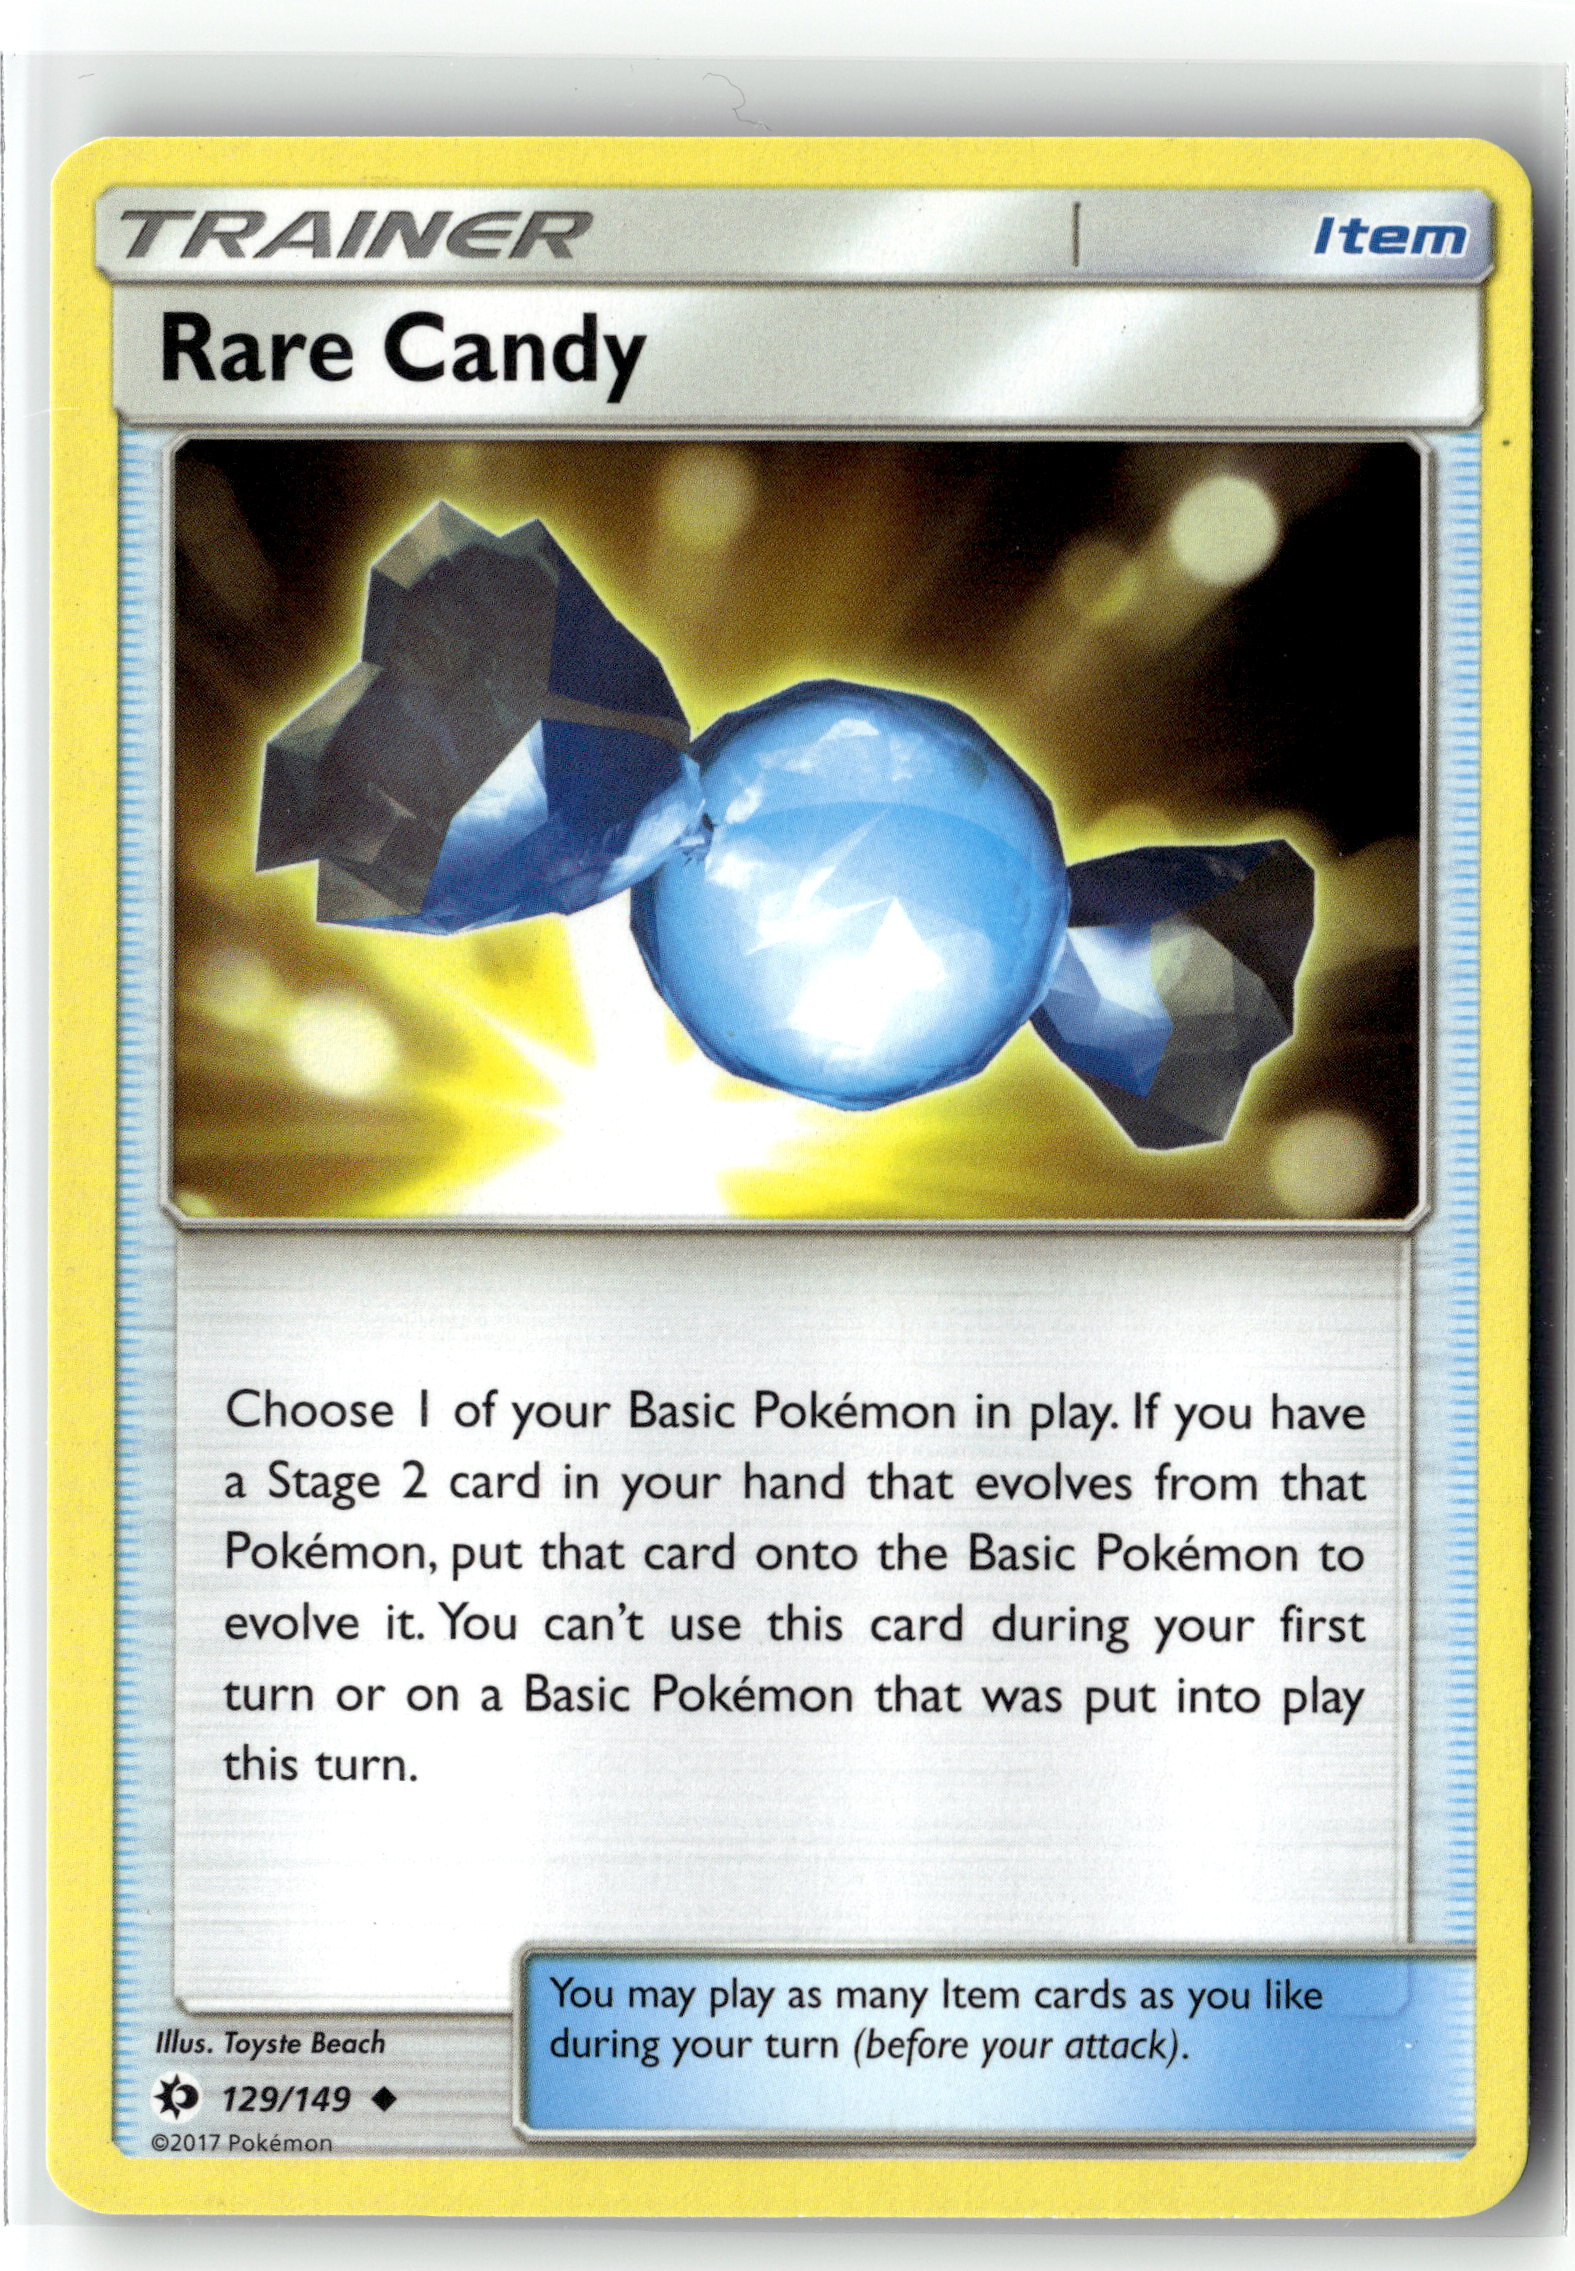 TRAINER
Item
Rare Candy
Choose 1 of your Basic Pokémon in play. If you have
a Stage 2 card in your hand that evolves from that
Pokémon, put that card onto the Basic Pokémon to
evolve it. You can't use this card during your first
turn or on a Basic Pokémon that was put into play
this turn.
You may play as many Item cards as you like
during your turn (before your attack).
Illus. Toyste Beach
129/149
©2017 Pokémon